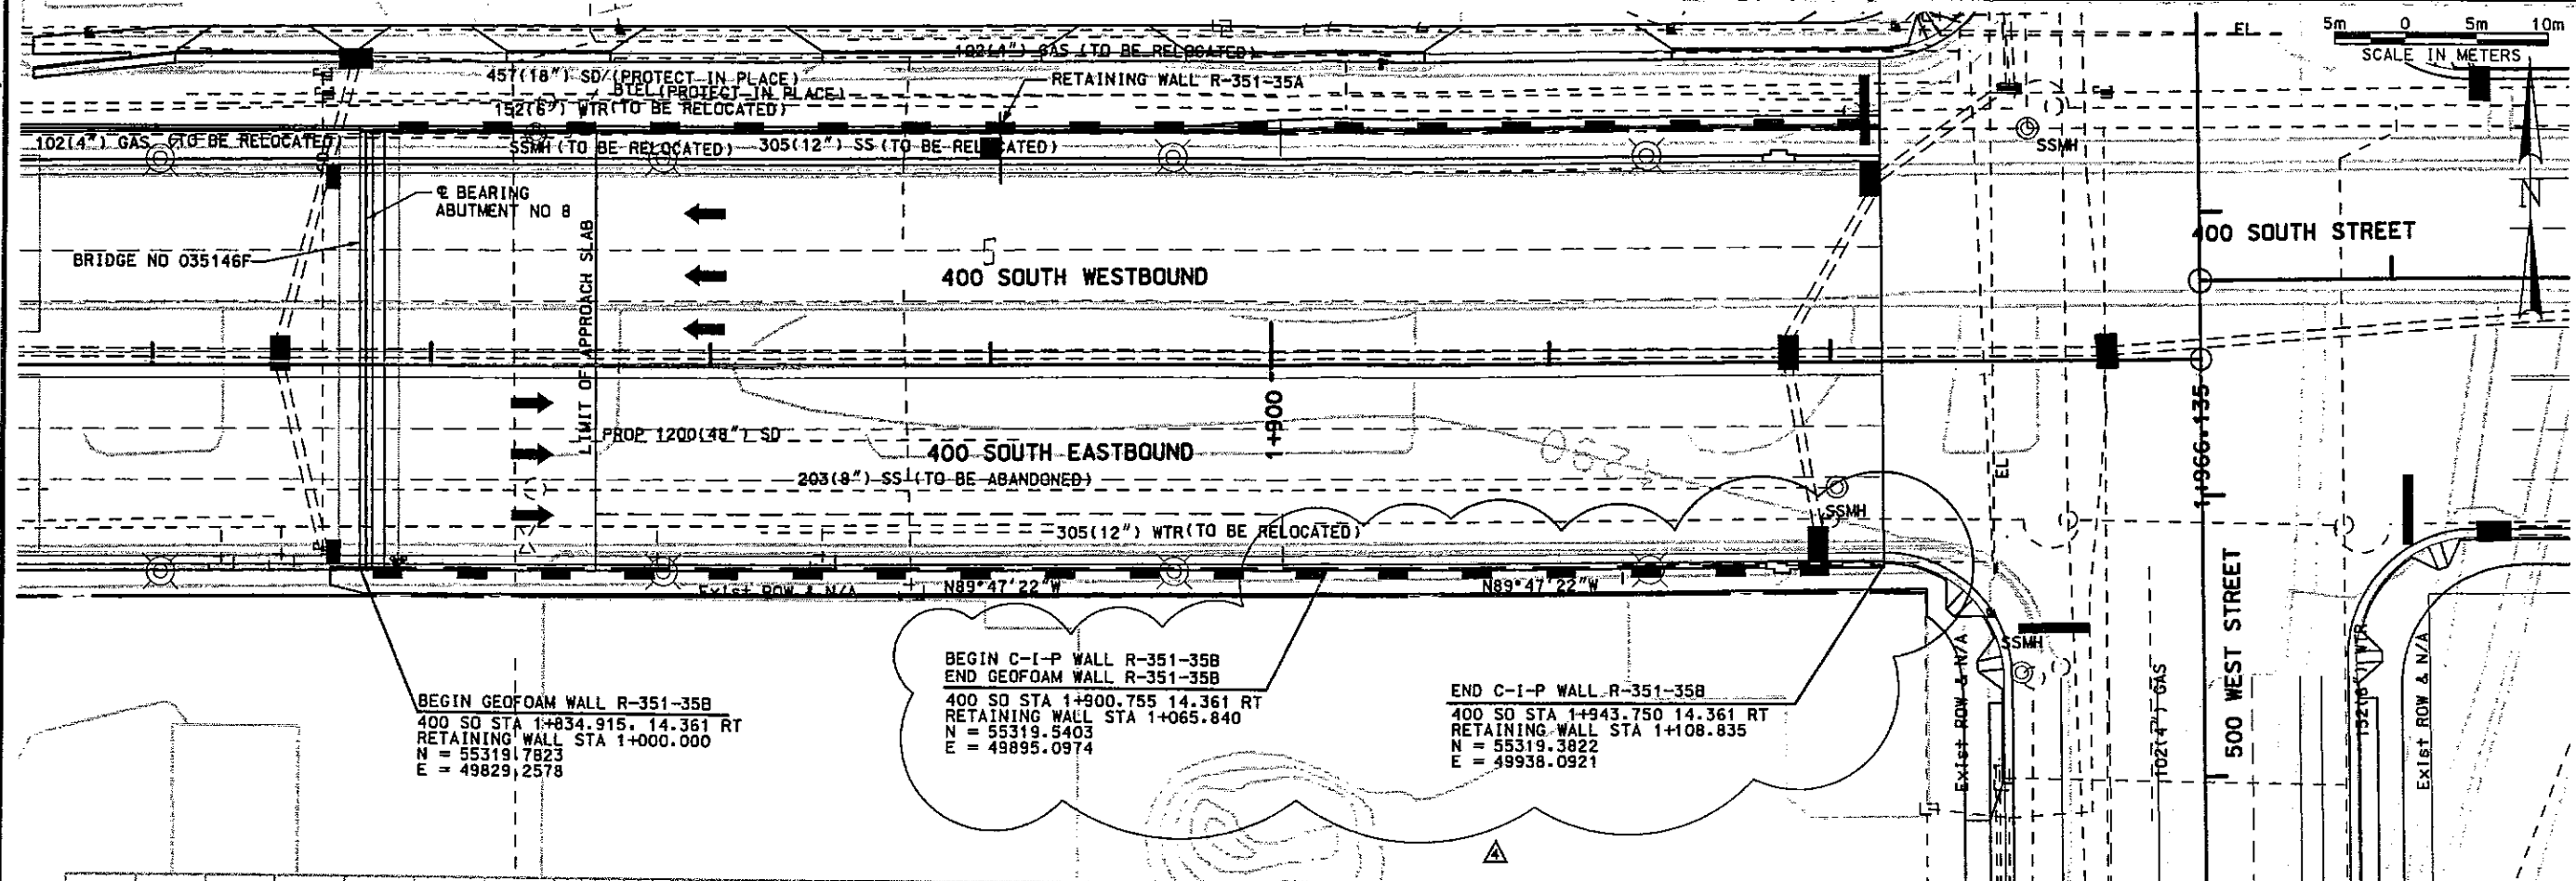 5m 0 5m 10m
SCALE IN METERS
EL
102(4") GAS (TO BE RELOCATED)
457(18") SD (PROTECT IN PLACE)
BTEL(PROTECT IN PLACE)
152(6") WTR(TO BE RELOCATED)
RETAINING WALL R-351-35A
102(4") GAS (TO BE RELOCATED)
SSMH (TO BE RELOCATED)
305(12") SS (TO BE RELOCATED)
SSMH
N
℄ BEARING
ABUTMENT NO 8
BRIDGE NO 035146F
LIMIT OF APPROACH SLAB
5
400 SOUTH WESTBOUND
400 SOUTH STREET
1+900
1+966.135
PROP 1200(48") SD
400 SOUTH EASTBOUND
203(8") SS (TO BE ABANDONED)
EL
SSMH
305(12") WTR(TO BE RELOCATED)
Exist ROW & N/A
N89°47'22"W
N89°47'22"W
500 WEST STREET
SSMH
Exist ROW & N/A
102(4") GAS
WTR
Exist ROW & N/A
BEGIN GEOFOAM WALL R-351-35B
400 SO STA 1+834.915, 14.361 RT
RETAINING WALL STA 1+000.000
N = 55319.7823
E = 49829.2578
BEGIN C-I-P WALL R-351-35B
END GEOFOAM WALL R-351-35B
400 SO STA 1+900.755 14.361 RT
RETAINING WALL STA 1+065.840
N = 55319.5403
E = 49895.0974
END C-I-P WALL R-351-35B
400 SO STA 1+943.750 14.361 RT
RETAINING WALL STA 1+108.835
N = 55319.3822
E = 49938.0921
4